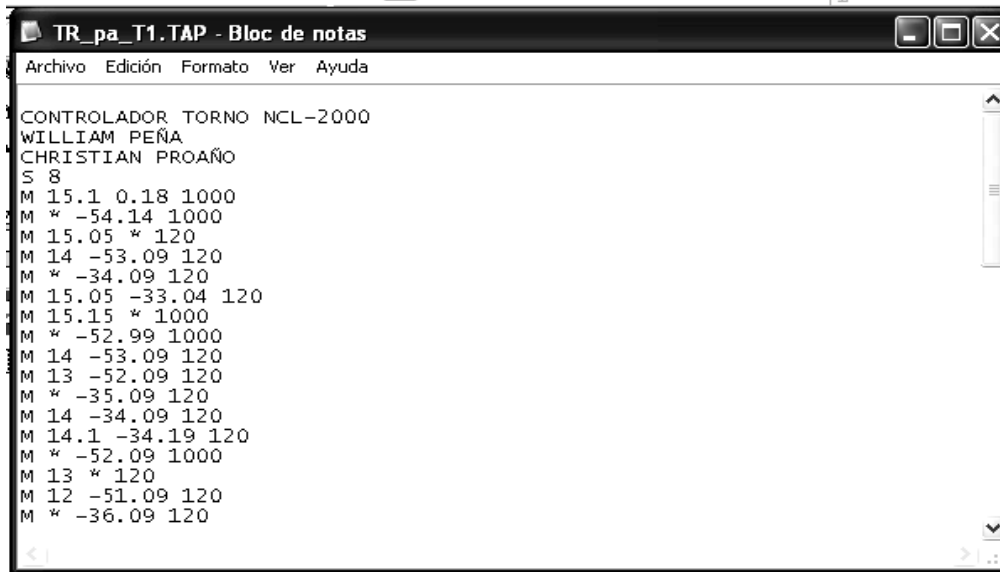 TR_pa_T1.TAP - Bloc de notas
Archivo Edición Formato Ver Ayuda
CONTROLADOR TORNO NCL-2000
WILLIAM PEÑA
CHRISTIAN PROAÑO
S 8
M 15.1 0.18 1000
M * -54.14 1000
M 15.05 * 120
M 14 -53.09 120
M * -34.09 120
M 15.05 -33.04 120
M 15.15 * 1000
M * -52.99 1000
M 14 -53.09 120
M 13 -52.09 120
M * -35.09 120
M 14 -34.09 120
M 14.1 -34.19 120
M * -52.09 1000
M 13 * 120
M 12 -51.09 120
M * -36.09 120